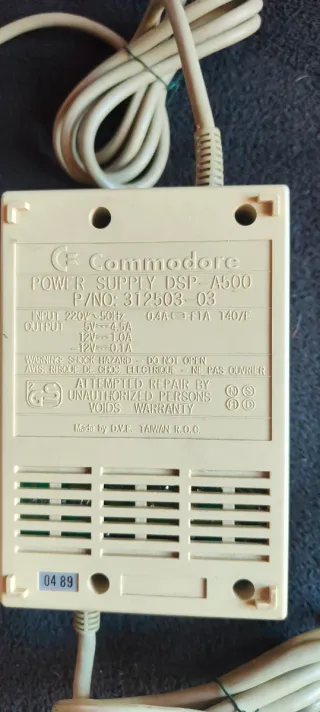 Commodore
POWER SUPPLY DSP-A500
P/NO: 312503-03
INPUT 220V~50Hz 0.4A F1A 140/F
OUTPUT 5V 4.5A
12V 1.0A
-12V 0.1A
WARNING SHOCK HAZARD - DO NOT OPEN
AVIS RISQUE DE CHOC ELECTRIQUE - NE PAS OUVRIER
ATTEMPTED REPAIR BY
UNAUTHORIZED PERSONS
VOIDS WARRANTY
Made by D.V.E. TAIWAN R.O.C.
04 89